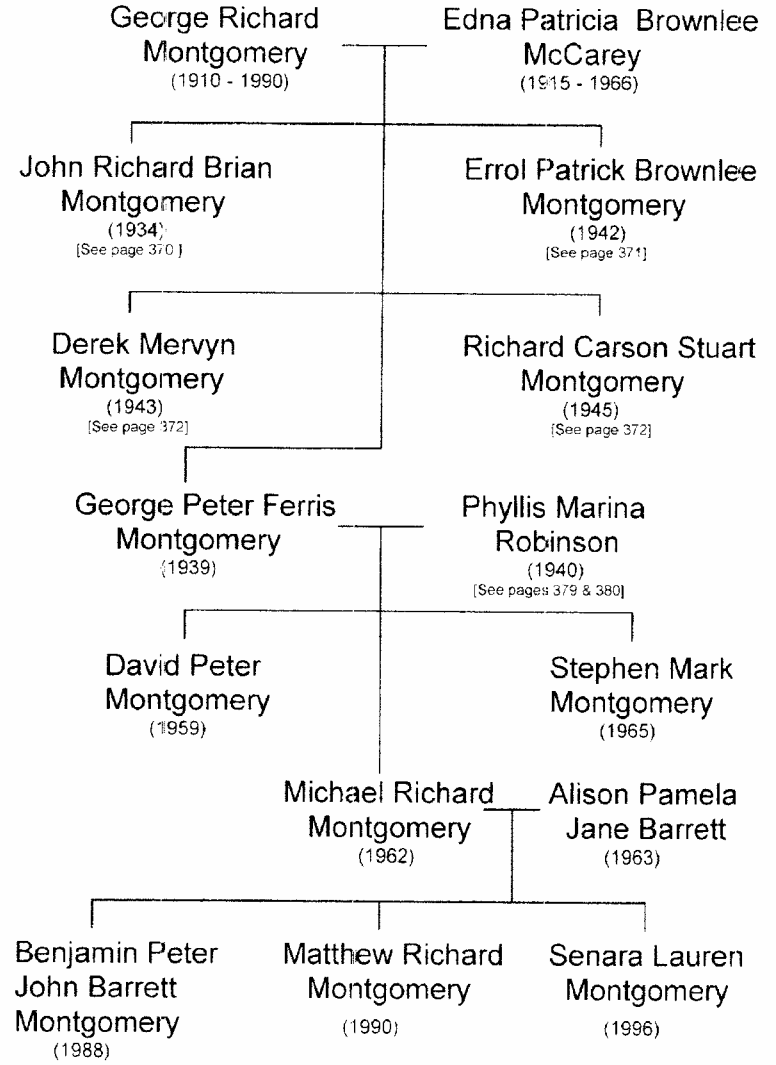 George Richard
Montgomery
(1910 - 1990)
Edna Patricia Brownlee
McCarey
(1915 - 1966)
John Richard Brian
Montgomery
(1934)
[See page 370 ]
Errol Patrick Brownlee
Montgomery
(1942)
[See page 371]
Derek Mervyn
Montgomery
(1943)
[See page 372]
Richard Carson Stuart
Montgomery
(1945)
[See page 372]
George Peter Ferris
Montgomery
(1939)
Phyllis Marina
Robinson
(1940)
[See pages 379 & 380]
David Peter
Montgomery
(1959)
Stephen Mark
Montgomery
(1965)
Michael Richard
Montgomery
(1962)
Alison Pamela
Jane Barrett
(1963)
Benjamin Peter
John Barrett
Montgomery
(1988)
Matthew Richard
Montgomery
(1990)
Senara Lauren
Montgomery
(1996)